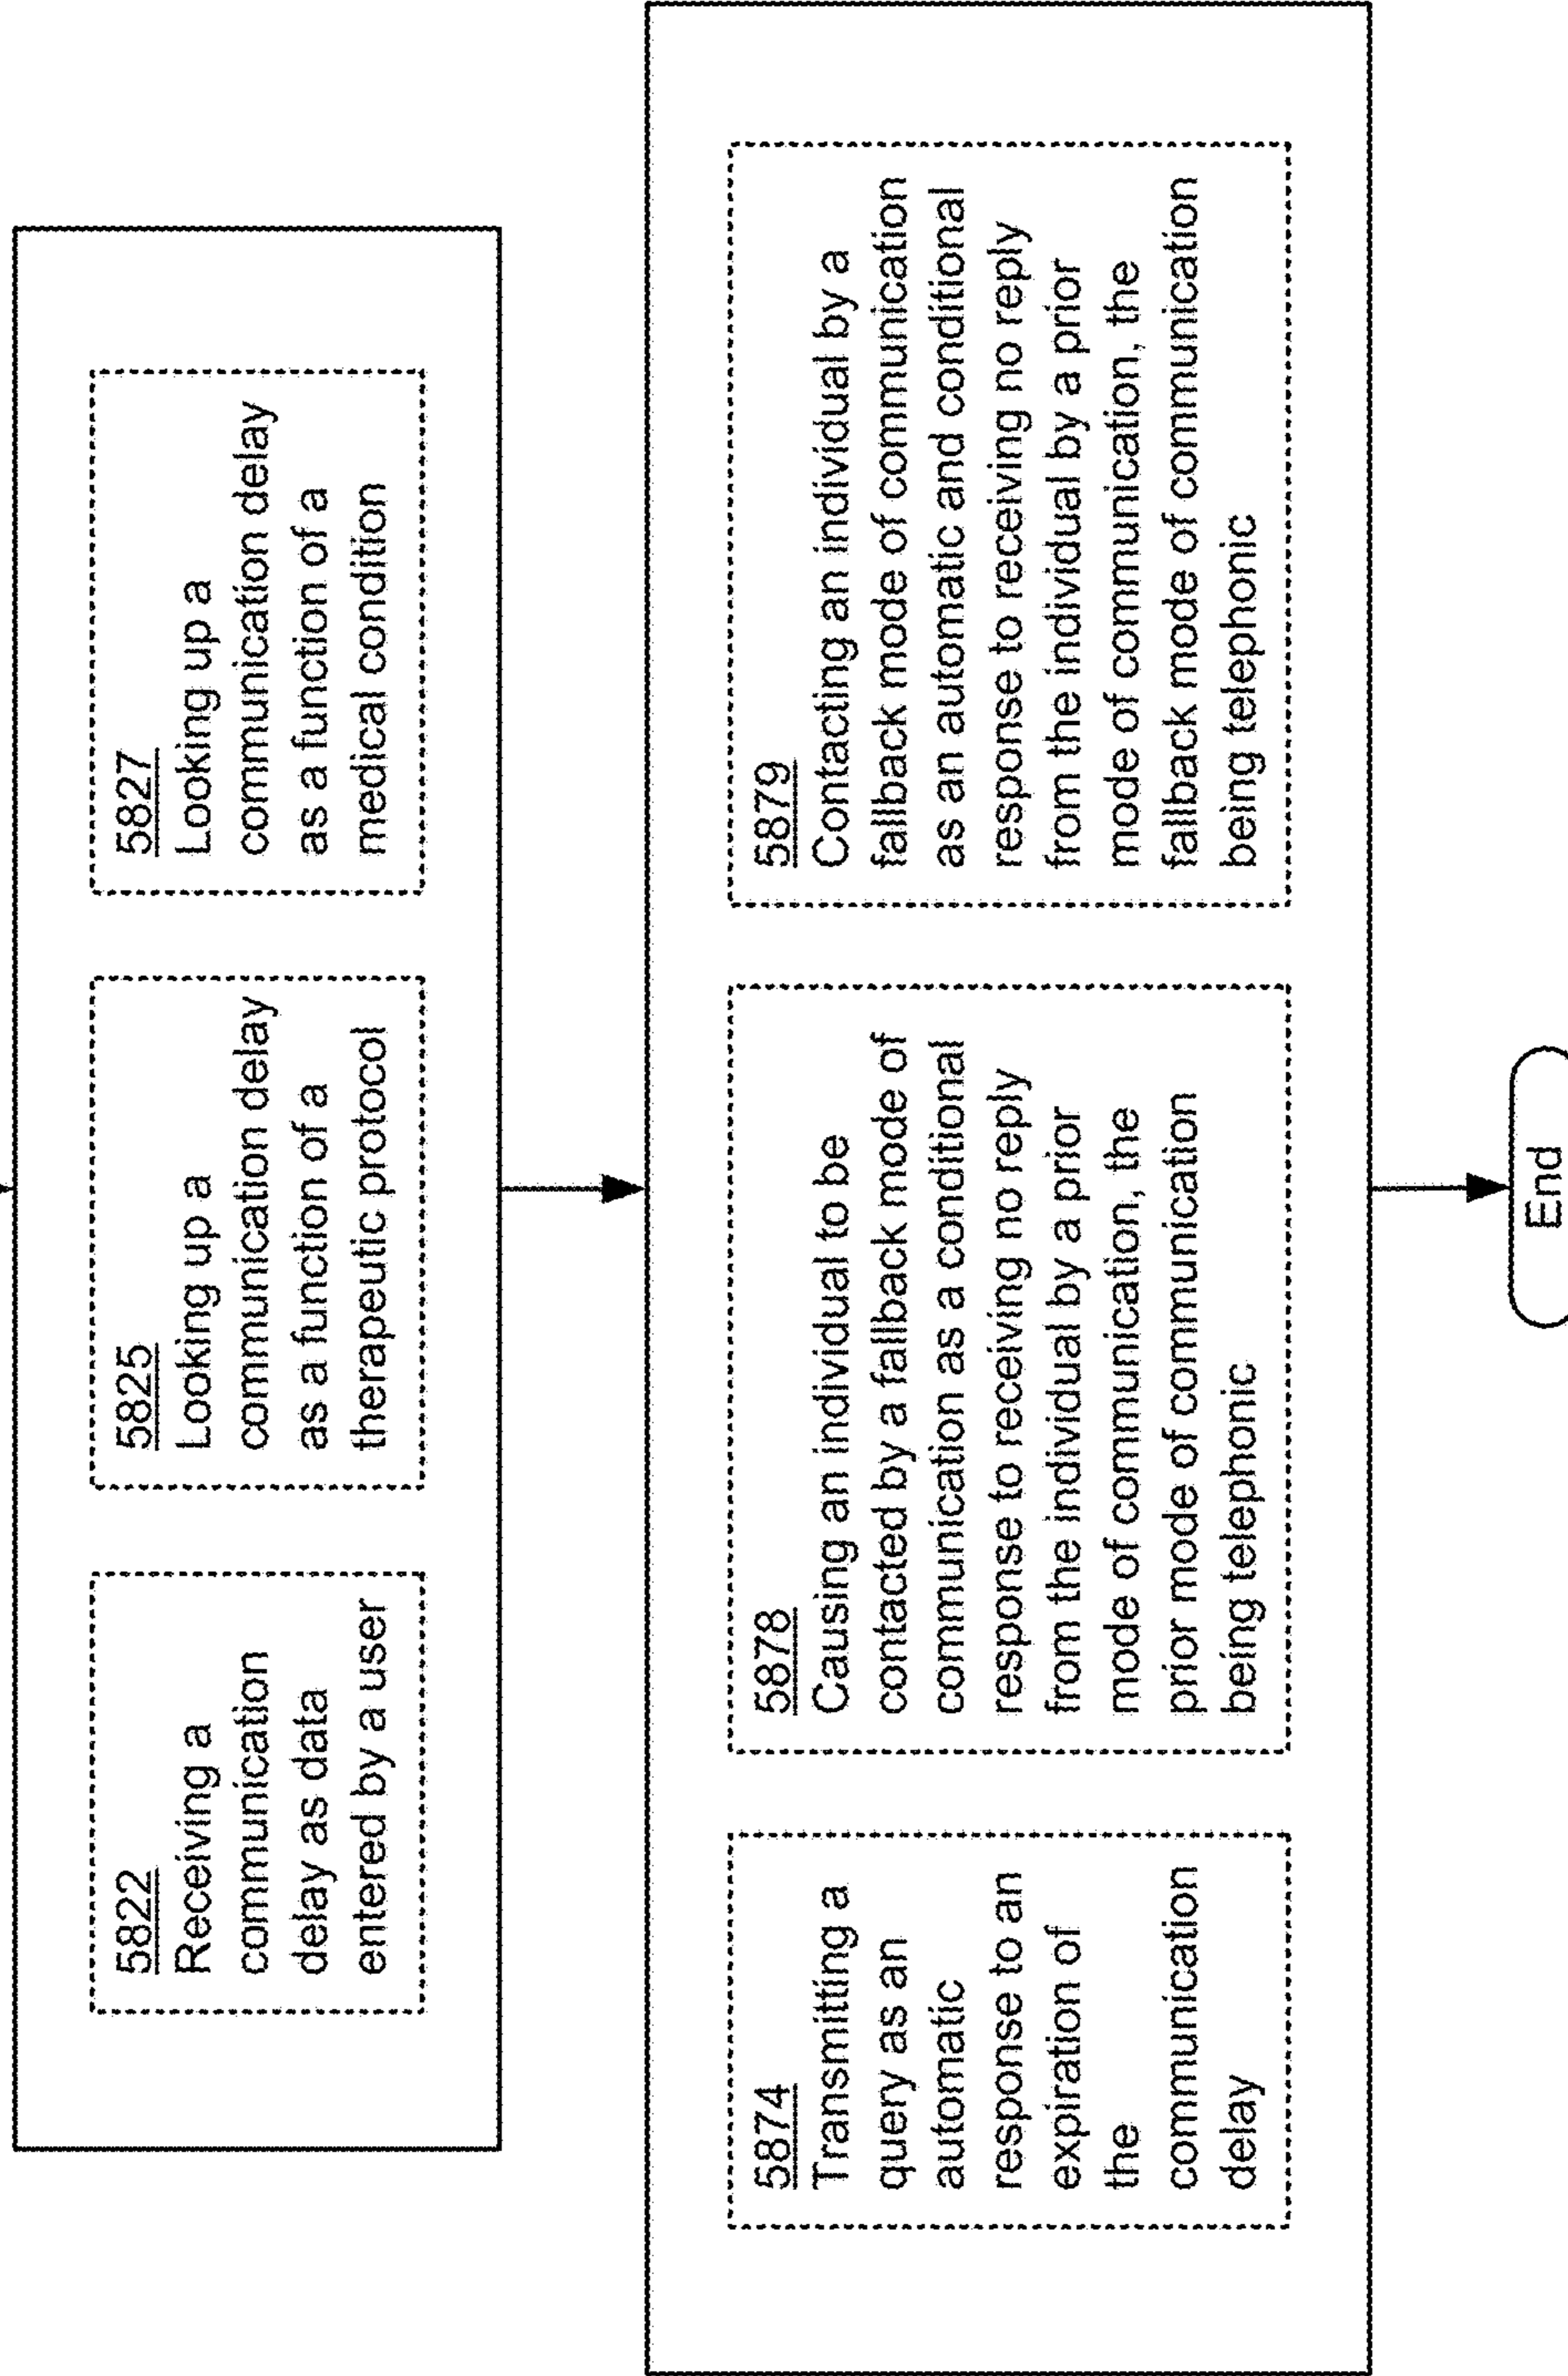 5822
Receiving a
communication
delay as data
entered by a user
5825
Looking up a
communication delay
as a function of a
therapeutic protocol
5827
Looking up a
communication delay
as a function of a
medical condition
5874
Transmitting a
query as an
automatic
response to an
expiration of
the
communication
delay
5878
Causing an individual to be
contacted by a fallback mode of
communication as a conditional
response to receiving no reply
from the individual by a prior
mode of communication, the
prior mode of communication
being telephonic
5879
Contacting an individual by a
fallback mode of communication
as an automatic and conditional
response to receiving no reply
from the individual by a prior
mode of communication, the
fallback mode of communication
being telephonic
End